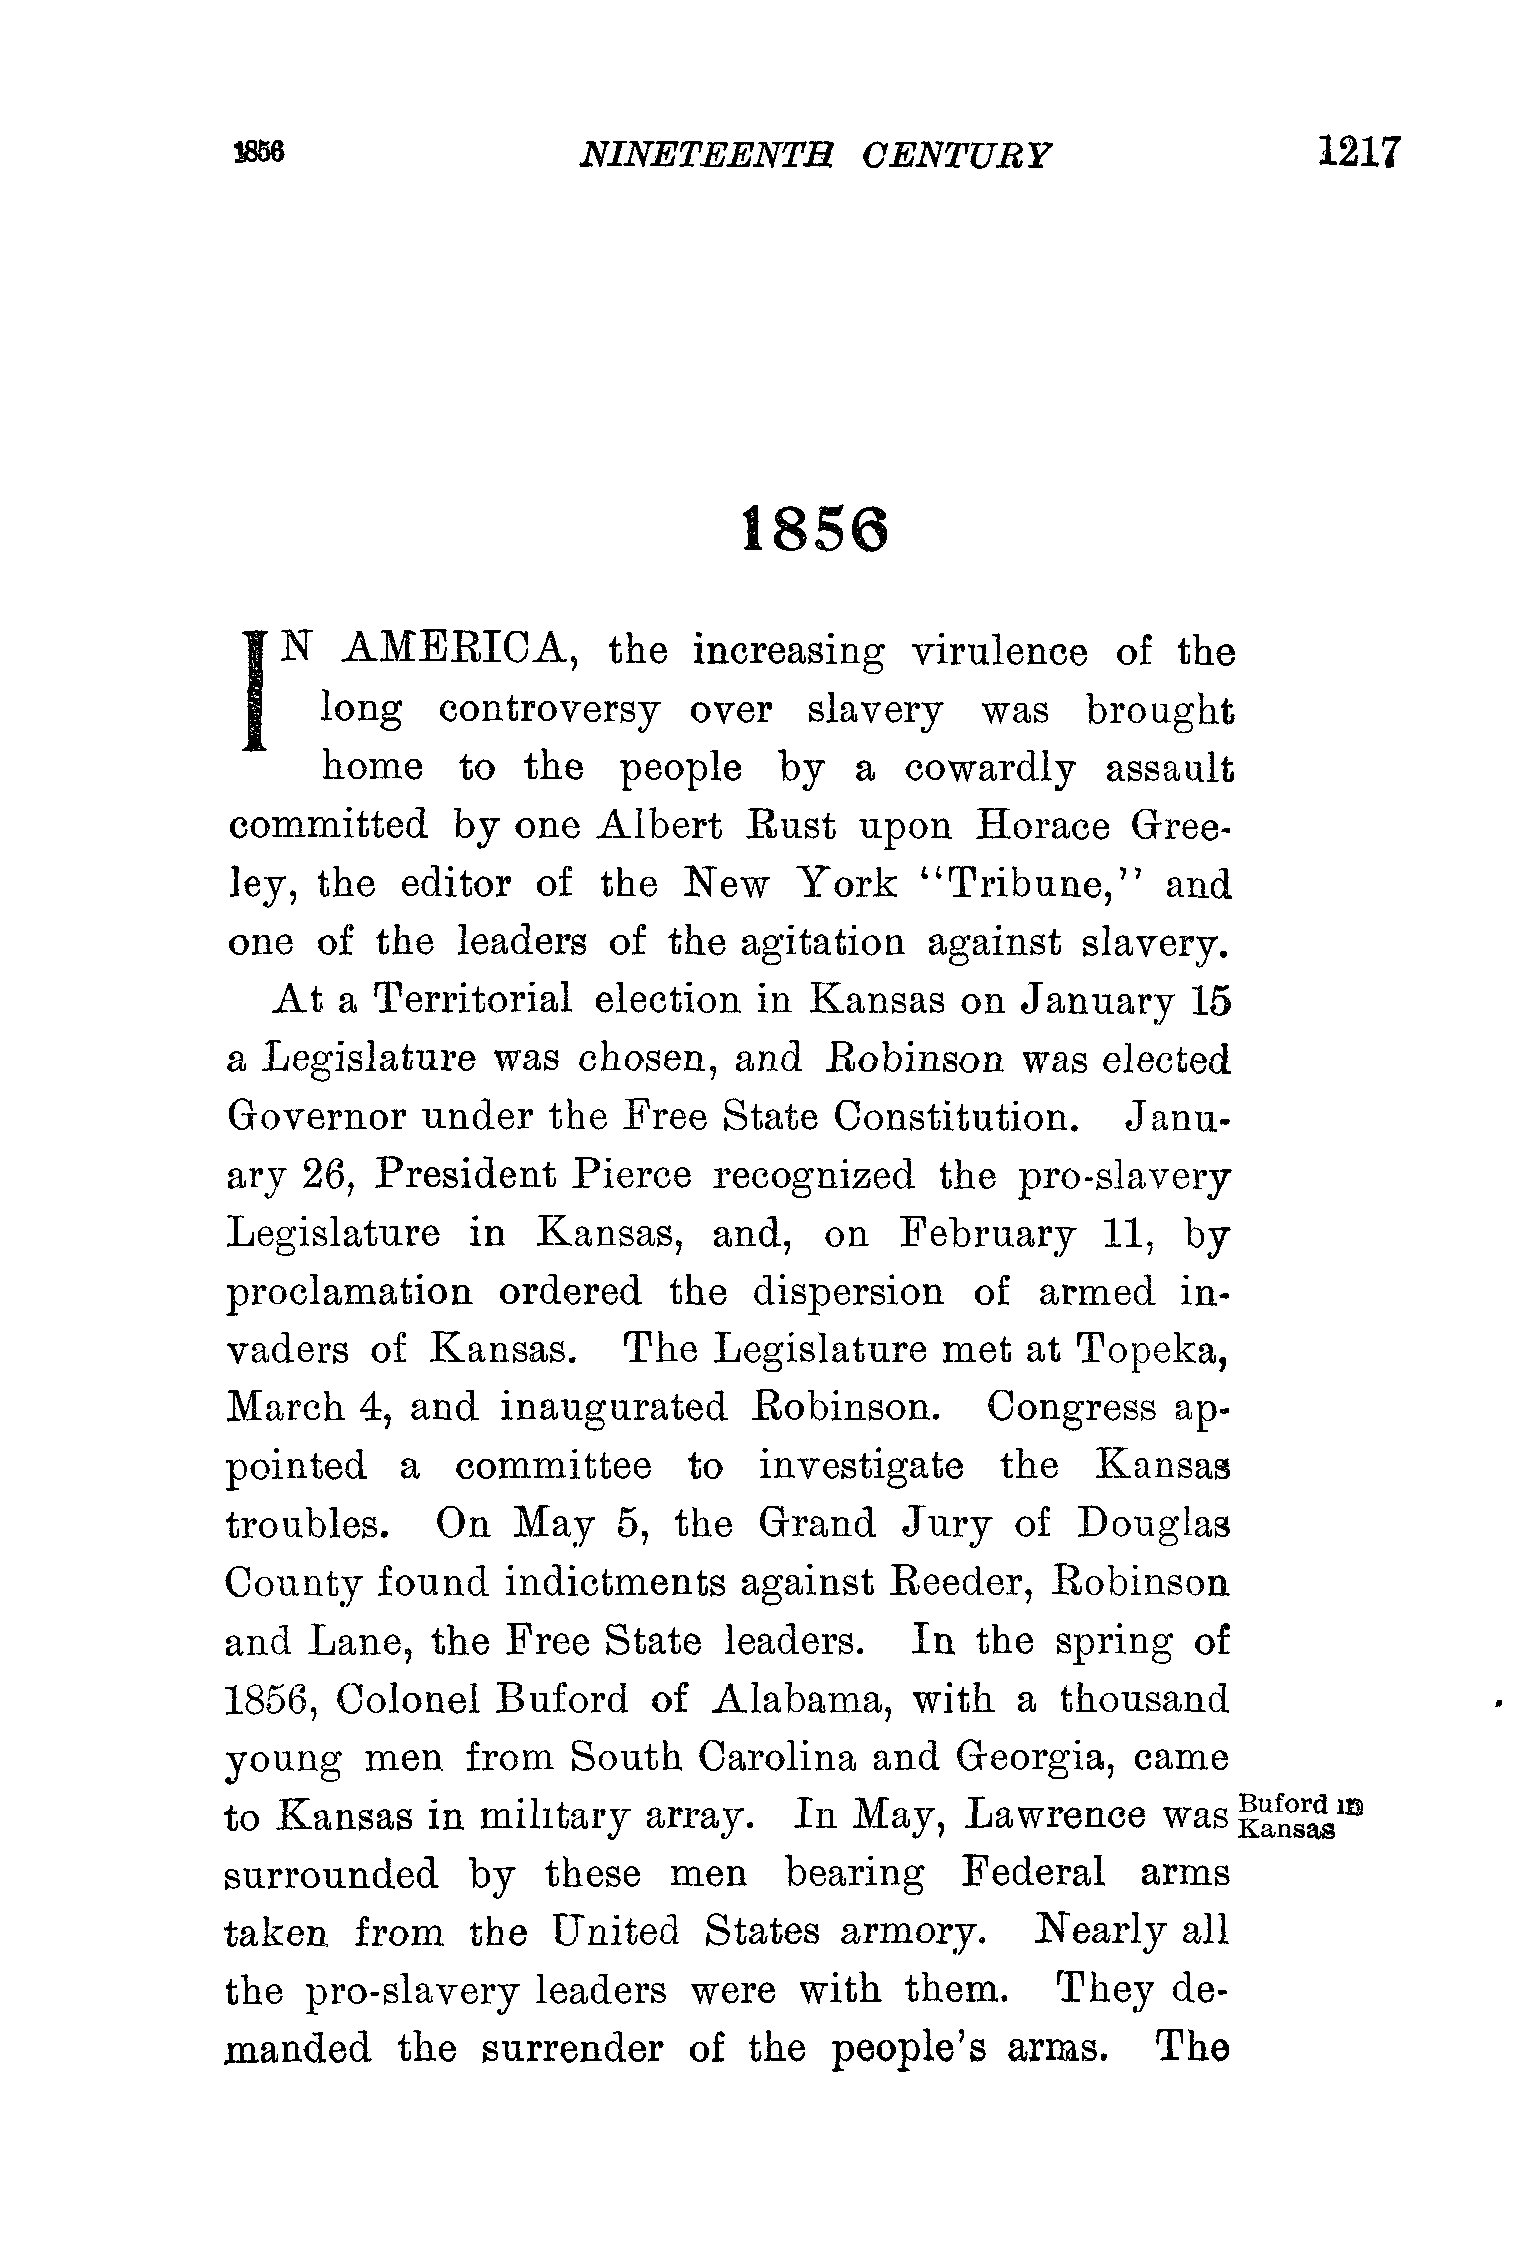 1856 NINETEENTH CENTURY 1217
1856
IN AMERICA, the increasing virulence of the
long controversy over slavery was brought
home to the people by a cowardly assault
committed by one Albert Rust upon Horace Gree-
ley, the editor of the New York "Tribune," and
one of the leaders of the agitation against slavery.
At a Territorial election in Kansas on January 15
a Legislature was chosen, and Robinson was elected
Governor under the Free State Constitution. Janu-
ary 26, President Pierce recognized the pro-slavery
Legislature in Kansas, and, on February 11, by
proclamation ordered the dispersion of armed in-
vaders of Kansas. The Legislature met at Topeka,
March 4, and inaugurated Robinson. Congress ap-
pointed a committee to investigate the Kansas
troubles. On May 5, the Grand Jury of Douglas
County found indictments against Reeder, Robinson
and Lane, the Free State leaders. In the spring of
1856, Colonel Buford of Alabama, with a thousand
young men from South Carolina and Georgia, came
to Kansas in military array. In May, Lawrence was
Buford in
Kansas
surrounded by these men bearing Federal arms
taken from the United States armory. Nearly all
the pro-slavery leaders were with them. They de-
manded the surrender of the people's arms. The